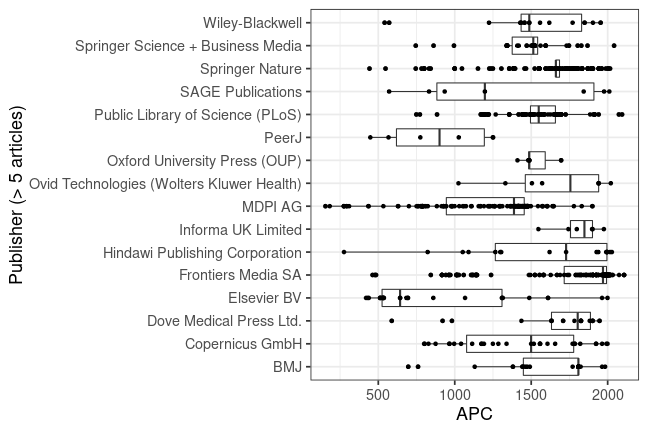 Publisher (> 5 articles)
Wiley-Blackwell
Springer Science + Business Media
Springer Nature
SAGE Publications
Public Library of Science (PLoS)
PeerJ
Oxford University Press (OUP)
Ovid Technologies (Wolters Kluwer Health)
MDPI AG
Informa UK Limited
Hindawi Publishing Corporation
Frontiers Media SA
Elsevier BV
Dove Medical Press Ltd.
Copernicus GmbH
BMJ
500 1000 1500 2000
APC